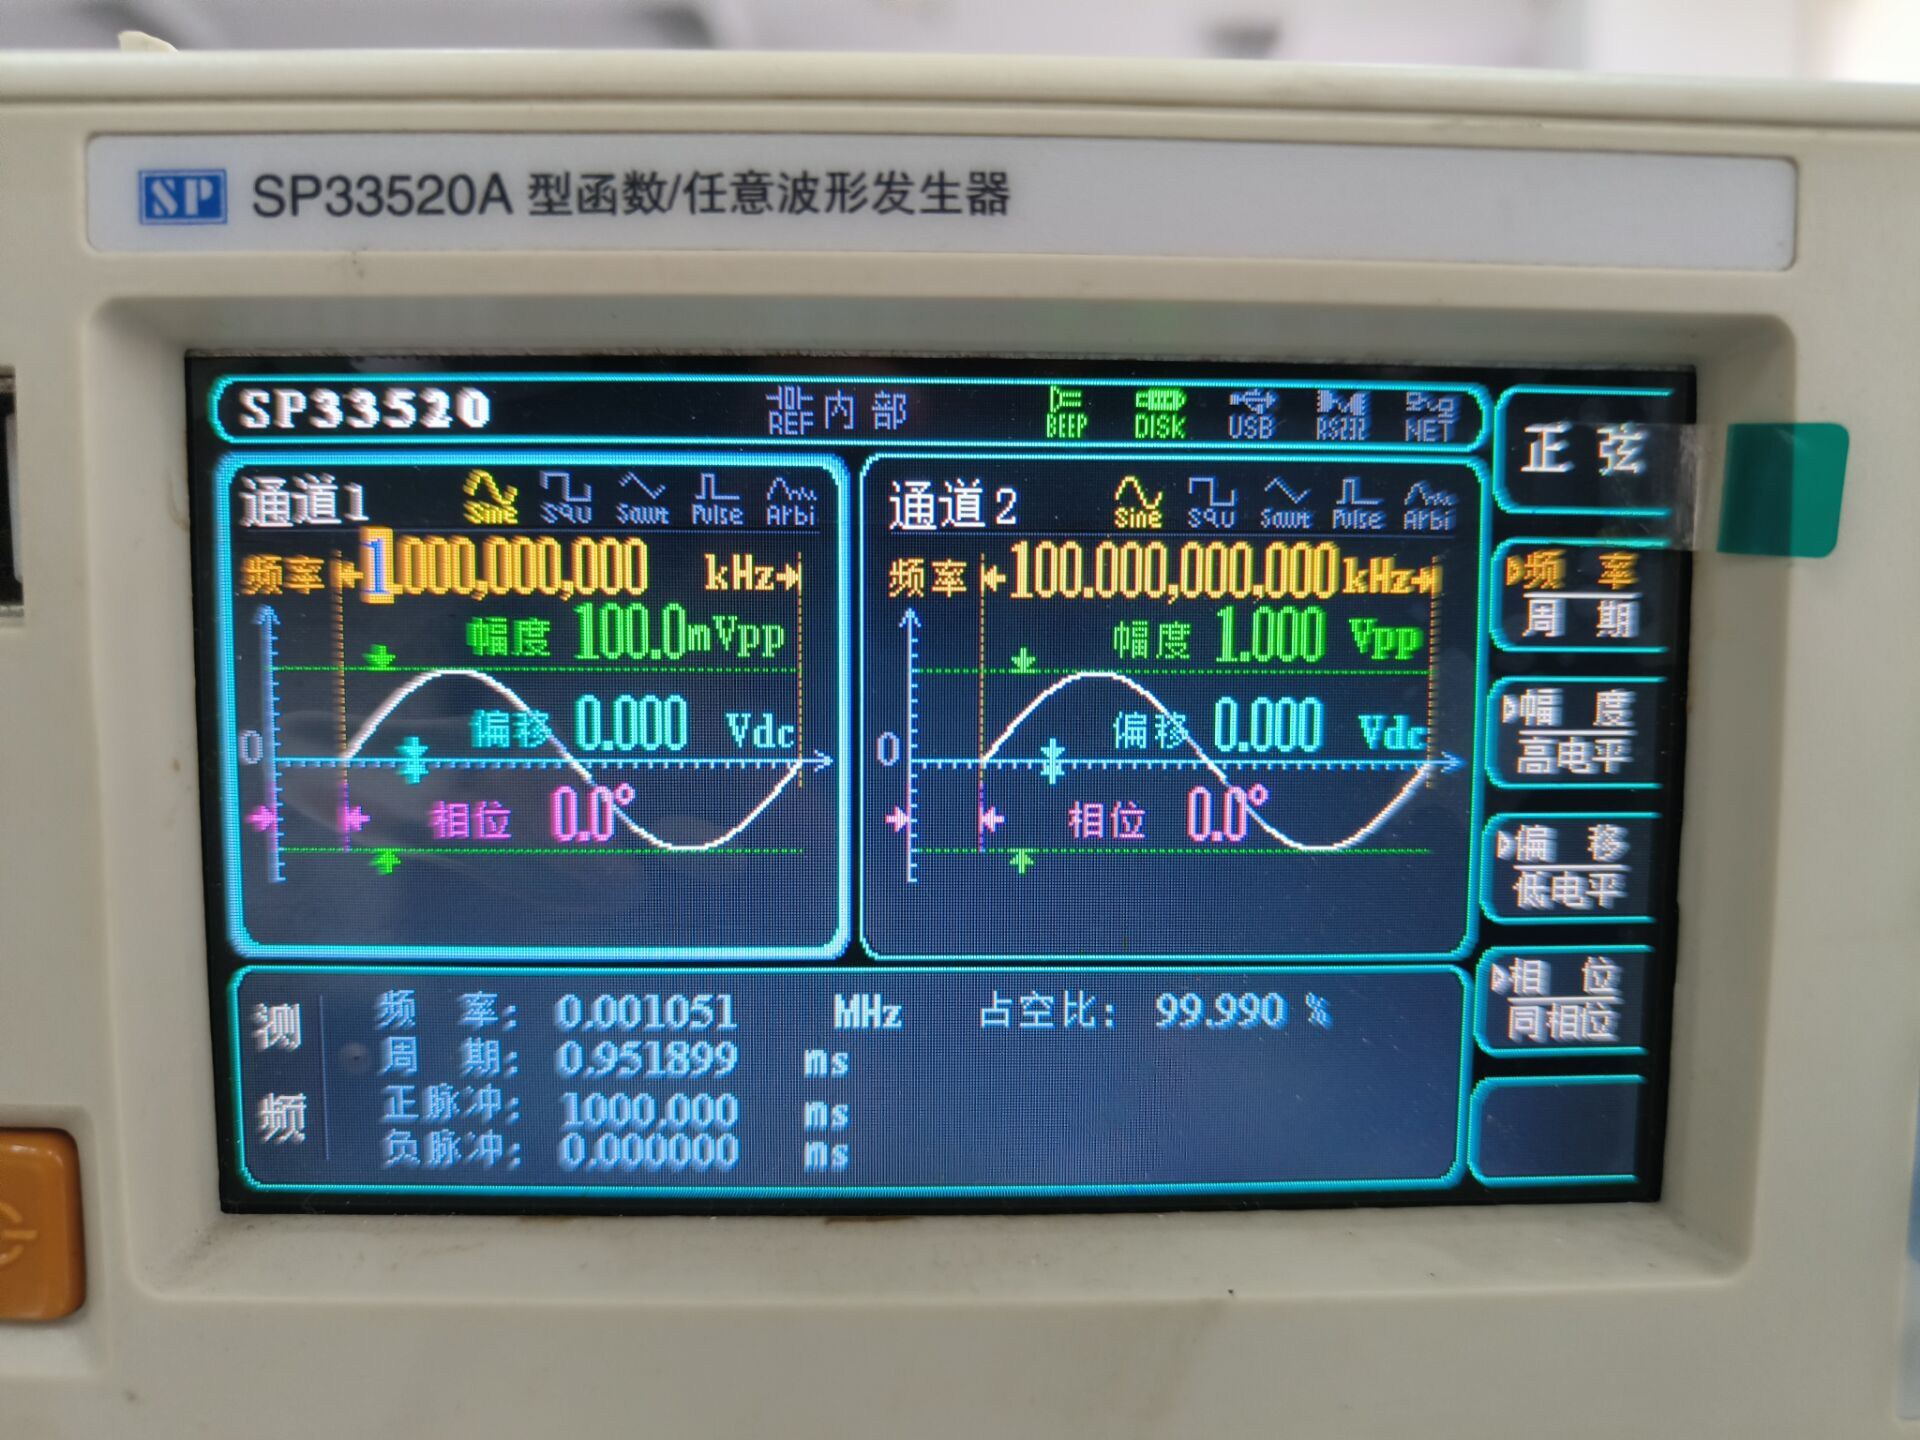 SP SP33520A 型函数/任意波形发生器
SP33520 REF 内部 BEEP DISK USB RS232 NET
通道1 Sine SQU Sawt Pulse Arbi
频率 1.000,000,000 kHz
幅度 100.0mVpp
偏移 0.000 Vdc
0
相位 0.0°
通道2 Sine SQU Sawt Pulse Arbi
频率 100.000,000,000kHz
幅度 1.000 Vpp
偏移 0.000 Vdc
0
相位 0.0°
正弦
频率
周期
幅度
高电平
偏移
低电平
相位
同相位
测频
频率: 0.001051 MHz 占空比: 99.990 %
周期: 0.951899 ms
正脉冲: 1000.000 ms
负脉冲: 0.000000 ms